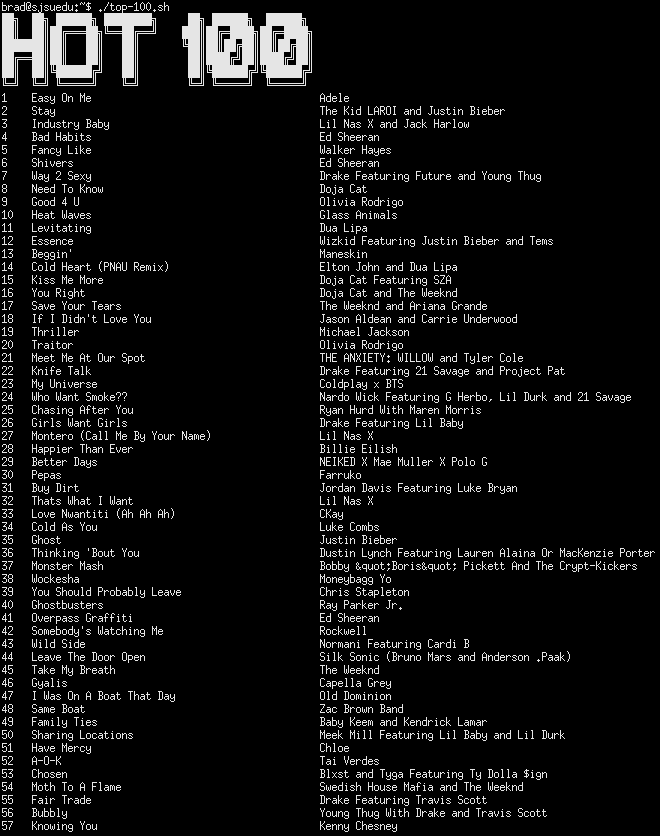 brad@sjsuedu:~$ ./top-100.sh
HOT 100
1 Easy On Me Adele
2 Stay The Kid LAROI and Justin Bieber
3 Industry Baby Lil Nas X and Jack Harlow
4 Bad Habits Ed Sheeran
5 Fancy Like Walker Hayes
6 Shivers Ed Sheeran
7 Way 2 Sexy Drake Featuring Future and Young Thug
8 Need To Know Doja Cat
9 Good 4 U Olivia Rodrigo
10 Heat Waves Glass Animals
11 Levitating Dua Lipa
12 Essence Wizkid Featuring Justin Bieber and Tems
13 Beggin' Maneskin
14 Cold Heart (PNAU Remix) Elton John and Dua Lipa
15 Kiss Me More Doja Cat Featuring SZA
16 You Right Doja Cat and The Weeknd
17 Save Your Tears The Weeknd and Ariana Grande
18 If I Didn't Love You Jason Aldean and Carrie Underwood
19 Thriller Michael Jackson
20 Traitor Olivia Rodrigo
21 Meet Me At Our Spot THE ANXIETY: WILLOW and Tyler Cole
22 Knife Talk Drake Featuring 21 Savage and Project Pat
23 My Universe Coldplay x BTS
24 Who Want Smoke?? Nardo Wick Featuring G Herbo, Lil Durk and 21 Savage
25 Chasing After You Ryan Hurd With Maren Morris
26 Girls Want Girls Drake Featuring Lil Baby
27 Montero (Call Me By Your Name) Lil Nas X
28 Happier Than Ever Billie Eilish
29 Better Days NEIKED X Mae Muller X Polo G
30 Pepas Farruko
31 Buy Dirt Jordan Davis Featuring Luke Bryan
32 Thats What I Want Lil Nas X
33 Love Nwantiti (Ah Ah Ah) CKay
34 Cold As You Luke Combs
35 Ghost Justin Bieber
36 Thinking 'Bout You Dustin Lynch Featuring Lauren Alaina Or MacKenzie Porter
37 Monster Mash Bobby &quot;Boris&quot; Pickett And The Crypt-Kickers
38 Wockesha Moneybagg Yo
39 You Should Probably Leave Chris Stapleton
40 Ghostbusters Ray Parker Jr.
41 Overpass Graffiti Ed Sheeran
42 Somebody's Watching Me Rockwell
43 Wild Side Normani Featuring Cardi B
44 Leave The Door Open Silk Sonic (Bruno Mars and Anderson .Paak)
45 Take My Breath The Weeknd
46 Gyalis Capella Grey
47 I Was On A Boat That Day Old Dominion
48 Same Boat Zac Brown Band
49 Family Ties Baby Keem and Kendrick Lamar
50 Sharing Locations Meek Mill Featuring Lil Baby and Lil Durk
51 Have Mercy Chloe
52 A-O-K Tai Verdes
53 Chosen Blxst and Tyga Featuring Ty Dolla $ign
54 Moth To A Flame Swedish House Mafia and The Weeknd
55 Fair Trade Drake Featuring Travis Scott
56 Bubbly Young Thug With Drake and Travis Scott
57 Knowing You Kenny Chesney